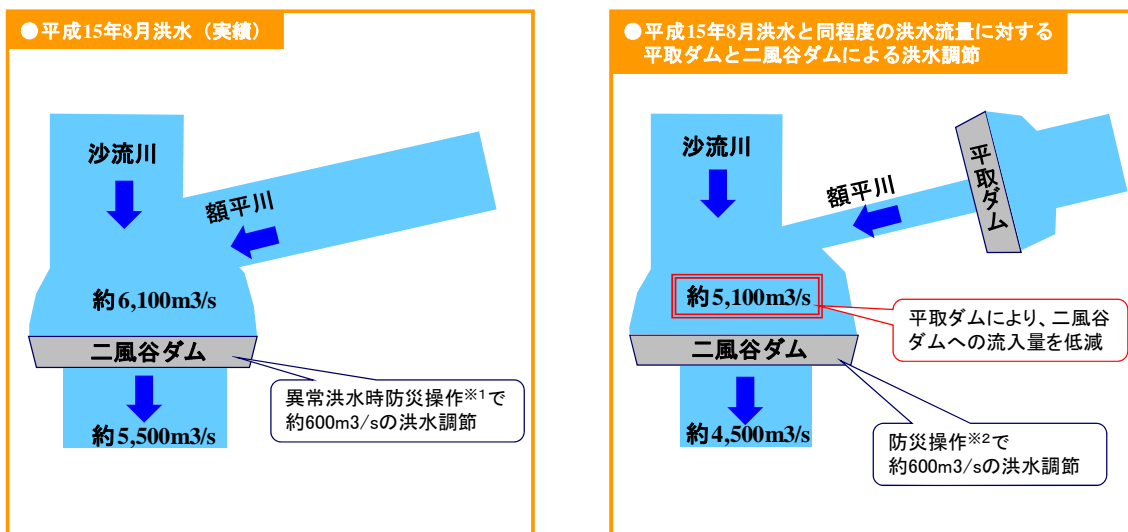 ●平成15年8月洪水（実績）
沙流川
額平川
約6,100m3/s
二風谷ダム
異常洪水時防災操作※1で
約600m3/sの洪水調節
約5,500m3/s
●平成15年8月洪水と同程度の洪水流量に対する
平取ダムと二風谷ダムによる洪水調節
沙流川
平取ダム
額平川
約5,100m3/s
平取ダムにより、二風谷
ダムへの流入量を低減
二風谷ダム
約4,500m3/s
防災操作※2で
約600m3/sの洪水調節